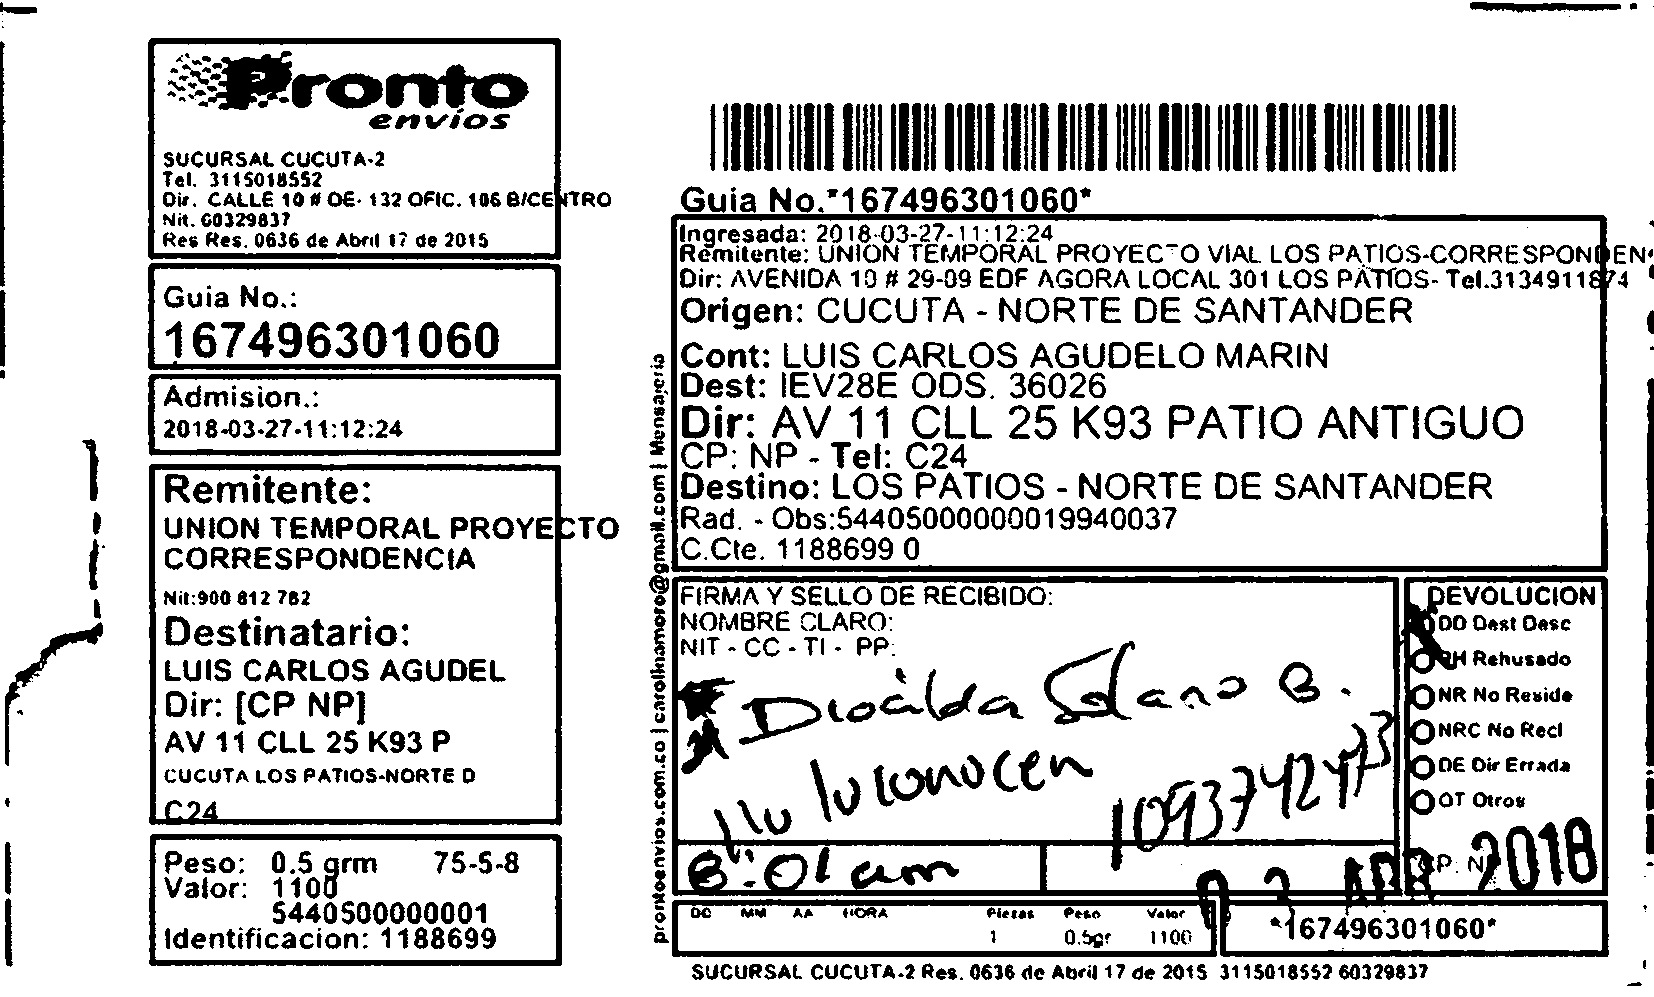 Pronto
envios
SUCURSAL CUCUTA-2
Tel. 3115018552
Dir. CALLE 10 # OE- 132 OFIC. 106 B/CENTRO
Nit. 60329837
Res Res. 0636 de Abril 17 de 2015
Guia No.:
167496301060
Admision.:
2018-03-27-11:12:24
Remitente:
UNION TEMPORAL PROYECTO
CORRESPONDENCIA
Nit:900 812 782
Destinatario:
LUIS CARLOS AGUDEL
Dir: [CP NP]
AV 11 CLL 25 K93 P
CUCUTA LOS PATIOS-NORTE D
C24
Peso: 0.5 grm 75-5-8
Valor: 1100
5440500000001
Identificacion: 1188699
prontoenvios.com.co | carolinamoro@gmail.com | Mensajeria
Guia No.*167496301060*
Ingresada: 2018-03-27-11:12:24
Remitente: UNION TEMPORAL PROYECTO VIAL LOS PATIOS-CORRESPONDEN
Dir: AVENIDA 10 # 29-09 EDF AGORA LOCAL 301 LOS PATIOS- Tel.3134911874
Origen: CUCUTA - NORTE DE SANTANDER
Cont: LUIS CARLOS AGUDELO MARIN
Dest: IEV28E ODS. 36026
Dir: AV 11 CLL 25 K93 PATIO ANTIGUO
CP: NP - Tel: C24
Destino: LOS PATIOS - NORTE DE SANTANDER
Rad. - Obs:54405000000019940037
C.Cte. 1188699 0
FIRMA Y SELLO DE RECIBIDO:
NOMBRE CLARO:
NIT - CC - TI - PP:
Solano B.
lo conocen
1093742473
8:01 am
DEVOLUCION
DD Dest Desc
RH Rehusado
NR No Reside
NRC No Recl
DE Dir Errada
OT Otros
CP: NP
03 ABR 2018
DD MM AA HORA Piezas Peso Valor
1 0.5gr 1100
*167496301060*
SUCURSAL CUCUTA-2 Res. 0636 de Abril 17 de 2015 3115018552 60329837